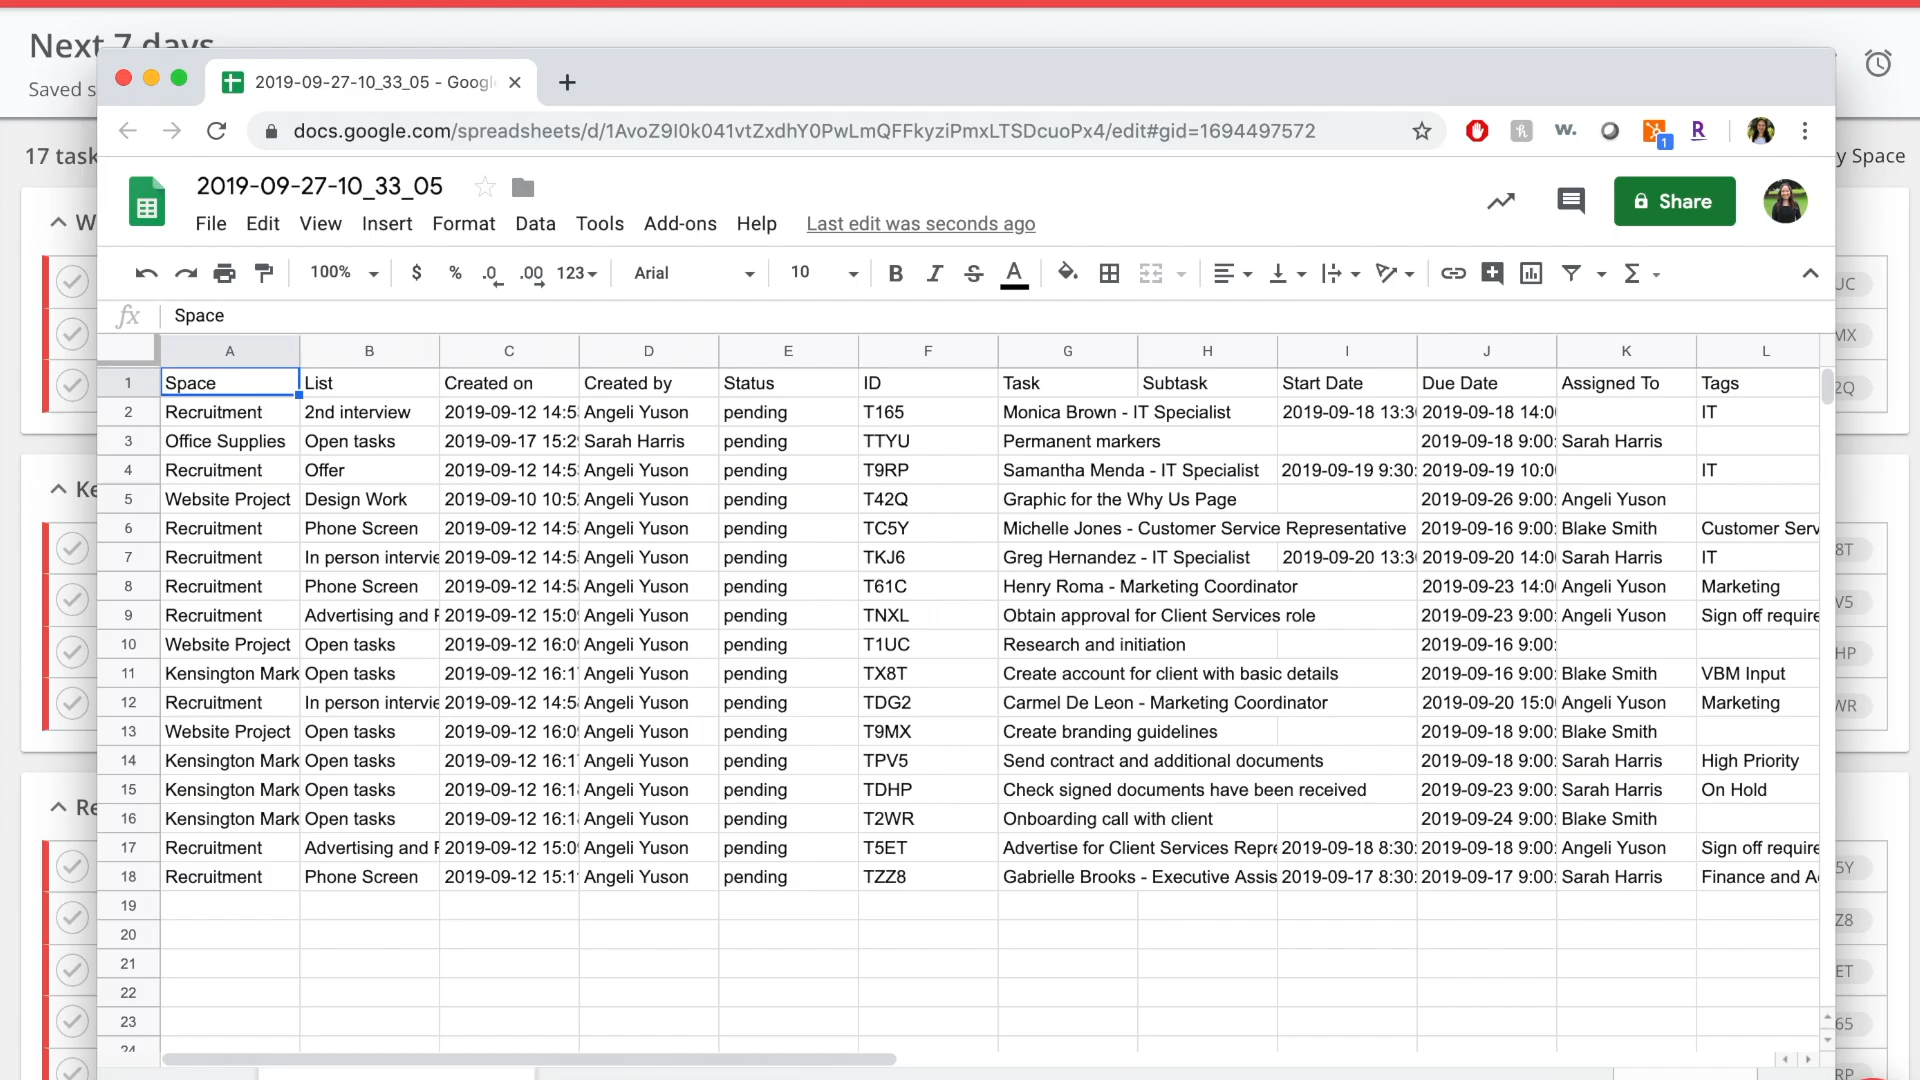 Next 7 days
Saved s
17 task
y Space
2019-09-27-10_33_05 - Googl
docs.google.com/spreadsheets/d/1AvoZ9I0k041vtZxdhY0PwLmQFFkyziPmxLTSDcuoPx4/edit#gid=1694497572
2019-09-27-10_33_05
File Edit View Insert Format Data Tools Add-ons Help Last edit was seconds ago
Share
100% $ % .0 .00 123 Arial 10 B I S A
fx Space
A B C D E F G H I J K L
1 Space List Created on Created by Status ID Task Subtask Start Date Due Date Assigned To Tags
2 Recruitment 2nd interview 2019-09-12 14:5 Angeli Yuson pending T165 Monica Brown - IT Specialist 2019-09-18 13:3 2019-09-18 14:0 IT
3 Office Supplies Open tasks 2019-09-17 15:2 Sarah Harris pending TTYU Permanent markers 2019-09-18 9:00: Sarah Harris
4 Recruitment Offer 2019-09-12 14:5 Angeli Yuson pending T9RP Samantha Menda - IT Specialist 2019-09-19 9:30: 2019-09-19 10:0 IT
5 Website Project Design Work 2019-09-10 10:5 Angeli Yuson pending T42Q Graphic for the Why Us Page 2019-09-26 9:00: Angeli Yuson
6 Recruitment Phone Screen 2019-09-12 14:5 Angeli Yuson pending TC5Y Michelle Jones - Customer Service Representative 2019-09-16 9:00: Blake Smith Customer Serv
7 Recruitment In person intervie 2019-09-12 14:5 Angeli Yuson pending TKJ6 Greg Hernandez - IT Specialist 2019-09-20 13:3 2019-09-20 14:0 Sarah Harris IT
8 Recruitment Phone Screen 2019-09-12 14:5 Angeli Yuson pending T61C Henry Roma - Marketing Coordinator 2019-09-23 14:0 Angeli Yuson Marketing
9 Recruitment Advertising and 2019-09-12 15:0 Angeli Yuson pending TNXL Obtain approval for Client Services role 2019-09-23 9:00: Angeli Yuson Sign off require
10 Website Project Open tasks 2019-09-12 16:0 Angeli Yuson pending T1UC Research and initiation 2019-09-16 9:00:
11 Kensington Mark Open tasks 2019-09-12 16:1 Angeli Yuson pending TX8T Create account for client with basic details 2019-09-16 9:00: Blake Smith VBM Input
12 Recruitment In person intervie 2019-09-12 14:5 Angeli Yuson pending TDG2 Carmel De Leon - Marketing Coordinator 2019-09-20 15:0 Angeli Yuson Marketing
13 Website Project Open tasks 2019-09-12 16:0 Angeli Yuson pending T9MX Create branding guidelines 2019-09-18 9:00: Blake Smith
14 Kensington Mark Open tasks 2019-09-12 16:1 Angeli Yuson pending TPV5 Send contract and additional documents 2019-09-18 9:00: Sarah Harris High Priority
15 Kensington Mark Open tasks 2019-09-12 16:1 Angeli Yuson pending TDHP Check signed documents have been received 2019-09-23 9:00: Sarah Harris On Hold
16 Kensington Mark Open tasks 2019-09-12 16:1 Angeli Yuson pending T2WR Onboarding call with client 2019-09-24 9:00: Blake Smith
17 Recruitment Advertising and 2019-09-12 15:0 Angeli Yuson pending T5ET Advertise for Client Services Repre 2019-09-18 8:30: 2019-09-18 9:00: Angeli Yuson Sign off require
18 Recruitment Phone Screen 2019-09-12 15:1 Angeli Yuson pending TZZ8 Gabrielle Brooks - Executive Assis 2019-09-17 8:30: 2019-09-17 9:00: Sarah Harris Finance and A
19
20
21
22
23
24